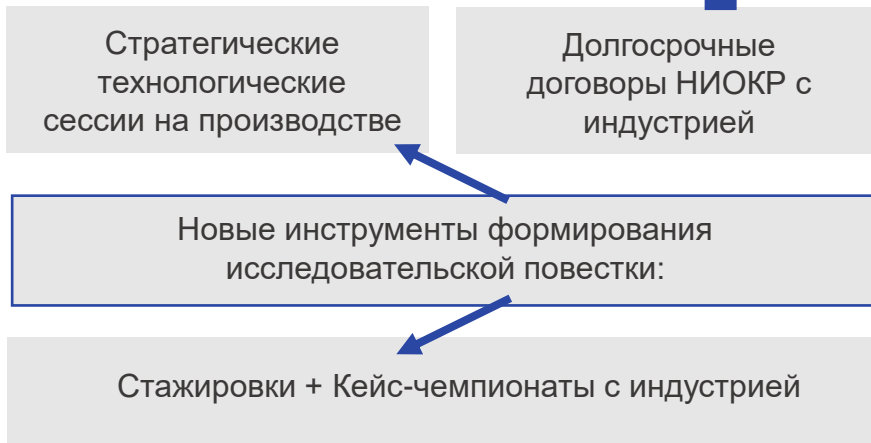 Стратегические
технологические
сессии на производстве
Долгосрочные
договоры НИОКР с
индустрией
Новые инструменты формирования
исследовательской повестки:
Стажировки + Кейс-чемпионаты с индустрией